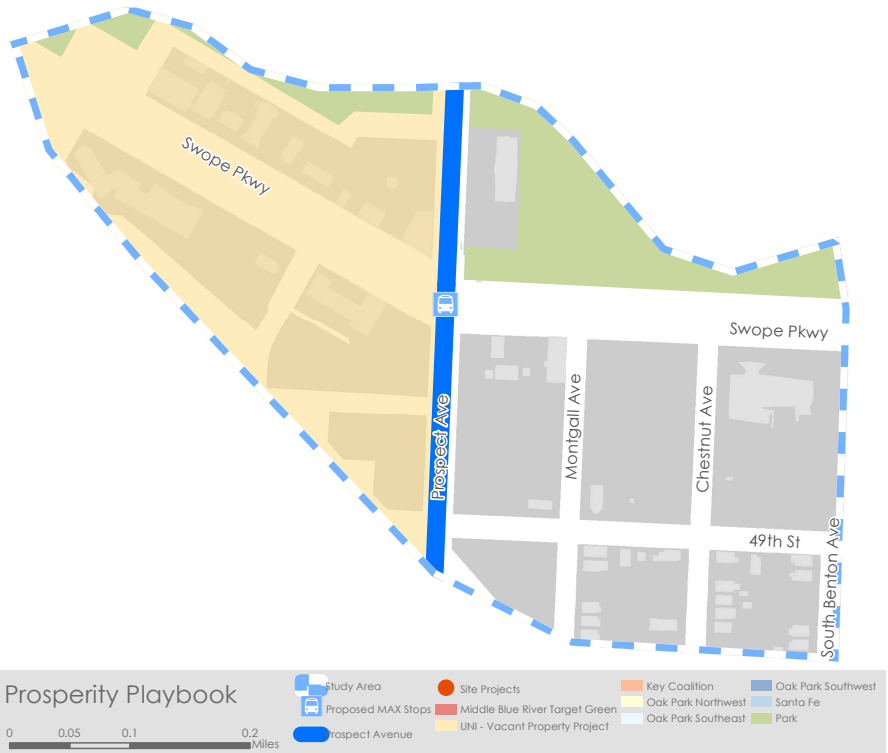 Swope Pkwy
Swope Pkwy
Prospect Ave
Montgall Ave
Chestnut Ave
49th St
South Benton Ave
Prosperity Playbook
0 0.05 0.1 0.2
Miles
Study Area
Proposed MAX Stops
Prospect Avenue
Site Projects
Middle Blue River Target Green
UNI - Vacant Property Project
Key Coalition
Oak Park Northwest
Oak Park Southeast
Oak Park Southwest
Santa Fe
Park